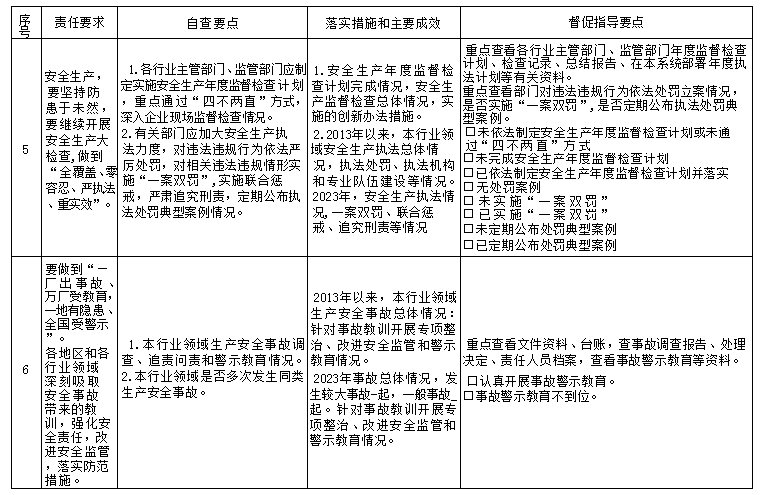 序号
责任要求
自查要点
落实措施和主要成效
督促指导要点
5
安全生产，
要坚持防
患于未然，
要继续开展
安全生产大
检查,做到
“全覆盖、零
容忍、严执法
、重实效”。
1.各行业主管部门、监管部门应制
定实施安全生产年度监督检查计划
，重点通过“四不两直”方式，
深入企业现场监督检查情况。
2.有关部门应加大安全生产执
法力度，对违法违规行为依法严
厉处罚，对相关违法违规情形实
施“一案双罚”,实施联合惩
戒，严肃追究刑责，定期公布执
法处罚典型案例情况。
1.安全生产年度监督检
查计划完成情况，安全生
产监督检查总体情况，实
施的创新办法措施。
2.2013年以来，本行业领
域安全生产执法总体情
况，执法处罚、执法机构
和专业队伍建设等情况。
2023年，安全生产执法情
况,一案双罚、联合惩
戒、追究刑责等情况
重点查看各行业主管部门、监管部门年度监督检查
计划、检查记录、总结报告、在本系统部署年度执
法计划等有关资料。
重点查看部门对违法违规行为依法处罚立案情况，
是否实施“一案双罚”,是否定期公布执法处罚典
型案例。
□未依法制定安全生产年度监督检查计划或未通
过“四不两直”方式
□未完成安全生产年度监督检查计划
□已依法制定安全生产年度监督检查计划并落实
□无处罚案例
□未实施“一案双罚”
□已实施“一案双罚”
□未定期公布处罚典型案例
□已定期公布处罚典型案例
6
要做到“一
厂出事故、
万厂受教育，
一地有隐患、
全国受警示
”。
各地区和各
行业领域
深刻吸取
安全事故
带来的教
训，强化安
全责任，改
进安全监管
，落实防范
措施。
1.本行业领域生产安全事故调
查、追责问责和警示教育情况。
2.本行业领域是否多次发生同类
生产安全事故。
2013年以来，本行业领域
生产安全事故总体情况：
针对事故教训开展专项整
治、改进安全监管和警示
教育情况。
2023年事故总体情况，发
生较大事故-起，一般事故_
起。针对事故教训开展专
项整治、改进安全监管和
警示教育情况。
重点查看文件资料、台账，查事故调查报告、处理
决定、责任人员档案，查看事故警示教育等资料。
□认真开展事故警示教育。
□事故警示教育不到位。